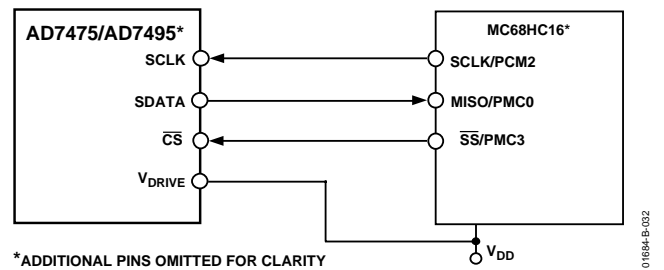 AD7475/AD7495*
SCLK
SDATA
CS
VDRIVE
MC68HC16*
SCLK/PCM2
MISO/PMC0
SS/PMC3
VDD
*ADDITIONAL PINS OMITTED FOR CLARITY
01684-B-032